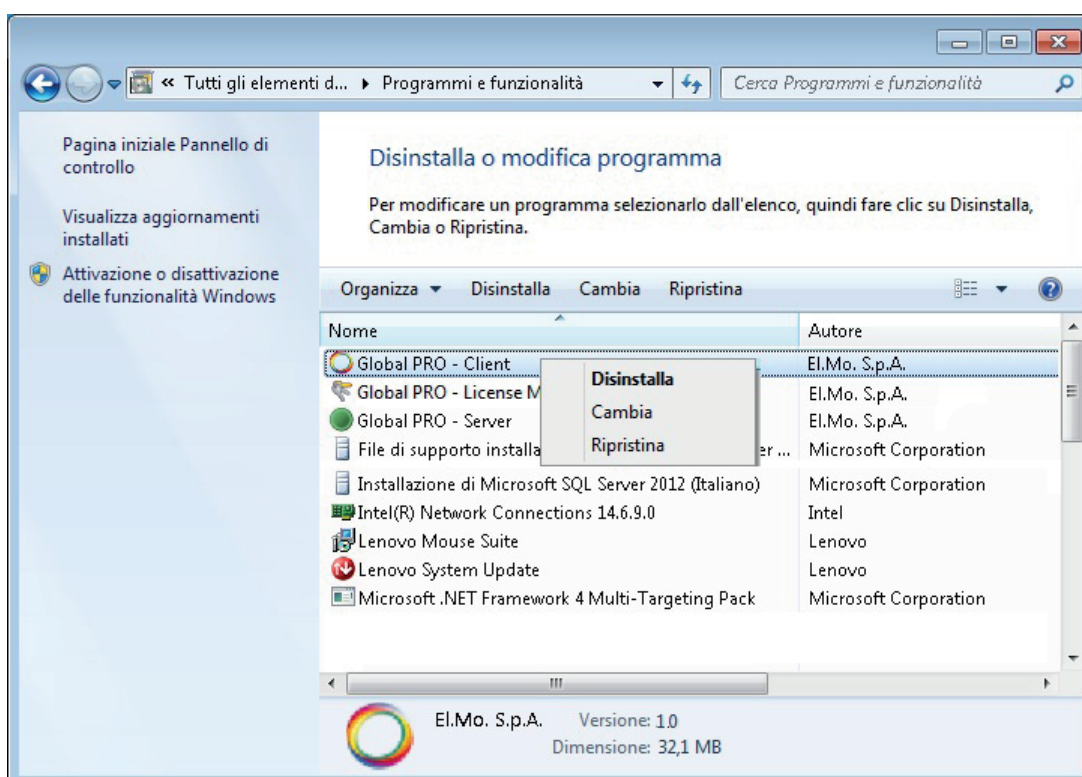 « Tutti gli elementi d... ▸ Programmi e funzionalità
Cerca Programmi e funzionalità
Pagina iniziale Pannello di
controllo
Visualizza aggiornamenti
installati
Attivazione o disattivazione
delle funzionalità Windows
Disinstalla o modifica programma
Per modificare un programma selezionarlo dall'elenco, quindi fare clic su Disinstalla,
Cambia o Ripristina.
Organizza Disinstalla Cambia Ripristina
Nome Autore
Global PRO - Client El.Mo. S.p.A.
Global PRO - License M El.Mo. S.p.A.
Global PRO - Server El.Mo. S.p.A.
File di supporto installa er ... Microsoft Corporation
Installazione di Microsoft SQL Server 2012 (Italiano) Microsoft Corporation
Intel(R) Network Connections 14.6.9.0 Intel
Lenovo Mouse Suite Lenovo
Lenovo System Update Lenovo
Microsoft .NET Framework 4 Multi-Targeting Pack Microsoft Corporation
Disinstalla
Cambia
Ripristina
El.Mo. S.p.A. Versione: 1.0
Dimensione: 32,1 MB